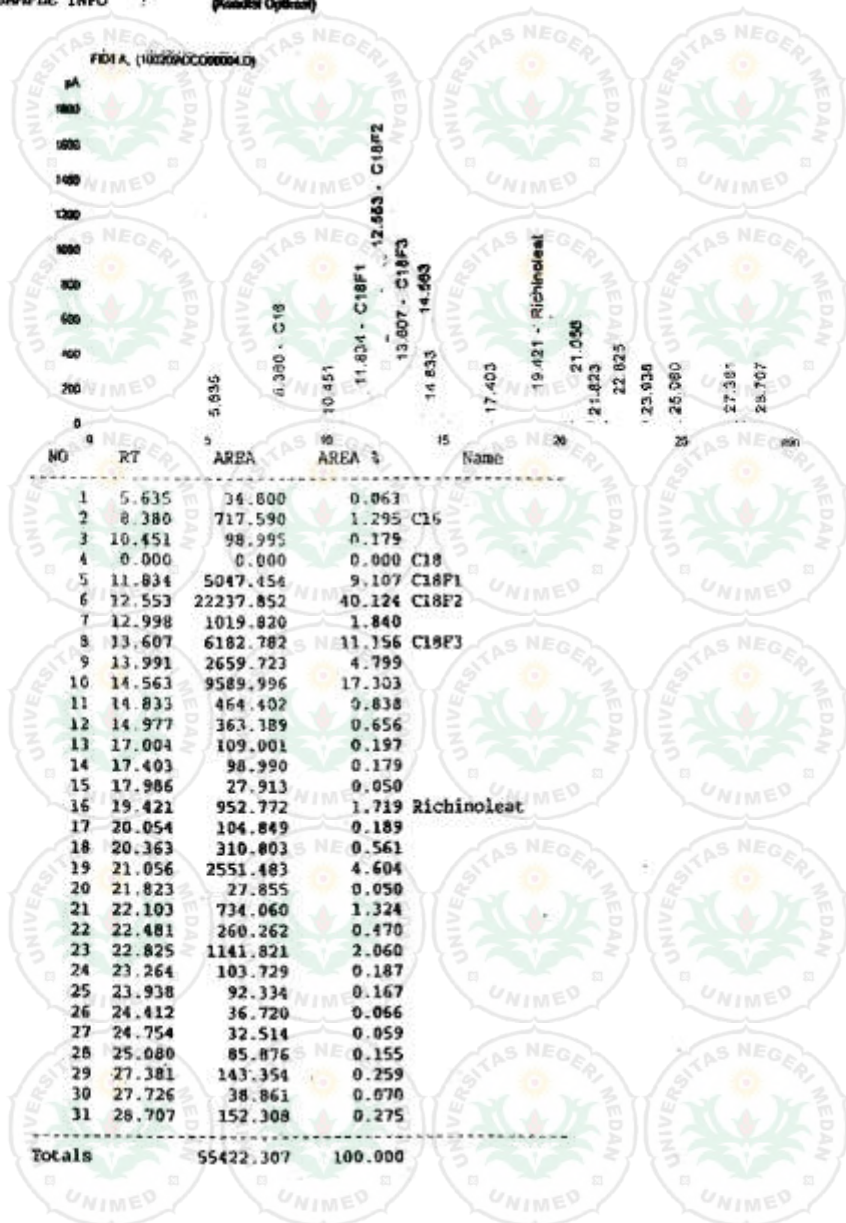 INFO :
(Kondisi Optimal)
FID1 A,
pA
1800
1600
1400
1200
1000
800
600
400
200
0
5.635
8.380 - C16
10.451
11.834 - C18F1
12.553 - C18F2
13.607 - C18F3
14.563
14.833
17.403
19.421 - Richinoleat
21.056
21.823
22.825
23.938
25.080
27.381
28.707
0 5 10 15 20 25 min
NO RT AREA AREA % Name
1 5.635 34.800 0.063
2 8.380 717.590 1.295 C16
3 10.451 98.995 0.179
4 0.000 0.000 0.000 C18
5 11.834 5047.454 9.107 C18F1
6 12.553 22237.852 40.124 C18F2
7 12.998 1019.820 1.840
8 13.607 6182.782 11.156 C18F3
9 13.991 2659.723 4.799
10 14.563 9589.996 17.303
11 14.833 464.402 0.838
12 14.977 363.389 0.656
13 17.004 109.001 0.197
14 17.403 98.990 0.179
15 17.986 27.913 0.050
16 19.421 952.772 1.719 Richinoleat
17 20.054 104.849 0.189
18 20.363 310.803 0.561
19 21.056 2551.483 4.604
20 21.823 27.855 0.050
21 22.103 734.060 1.324
22 22.481 260.262 0.470
23 22.825 1141.821 2.060
24 23.264 103.729 0.187
25 23.938 92.334 0.167
26 24.412 36.720 0.066
27 24.754 32.514 0.059
28 25.080 85.876 0.155
29 27.381 143.354 0.259
30 27.726 38.861 0.070
31 28.707 152.308 0.275
Totals 55422.307 100.000
UNIVERSITAS NEGERI MEDAN
UNIMED